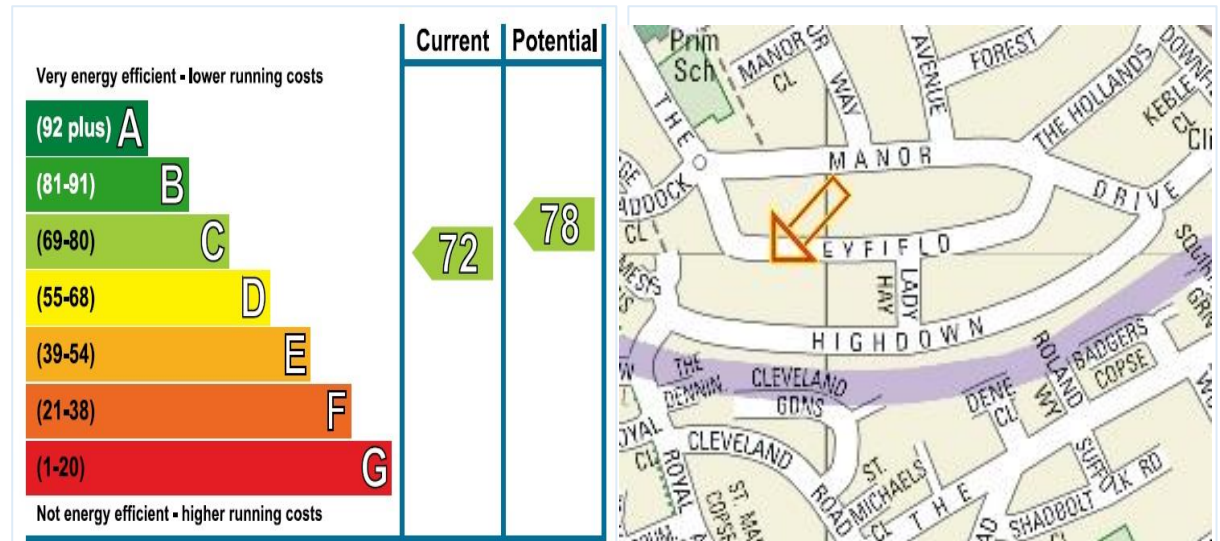 Current Potential
Very energy efficient - lower running costs
(92 plus) A
(81-91) B
(69-80) C
(55-68) D
(39-54) E
(21-38) F
(1-20) G
Not energy efficient - higher running costs
72
78
Prim
Sch
MANOR
CL
WAY
AVENUE
FOREST
THE HOLLANDS
KEBLE
CL
THE
MANOR
DRIVE
CL
EYFIELD
LADY
HAY
HIGHDOWN
THE
DENNIN
CLEVELAND
GDNS
ROLAND
WY
BADGERS
COPSE
DENE
CL
ROYAL
CLEVELAND
ROAD
CL
ST.
MICHAELS
CL
THE
SHADBOLT
RD